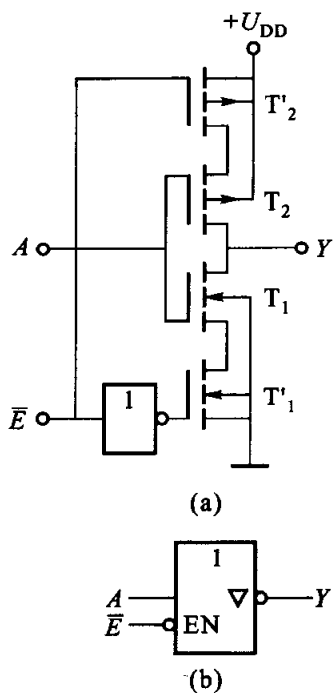 +U_DD
T'₂
T₂
A
Y
T₁
1
T'₁
E̅
(a)
1
A
▽
Y
E̅
EN
(b)